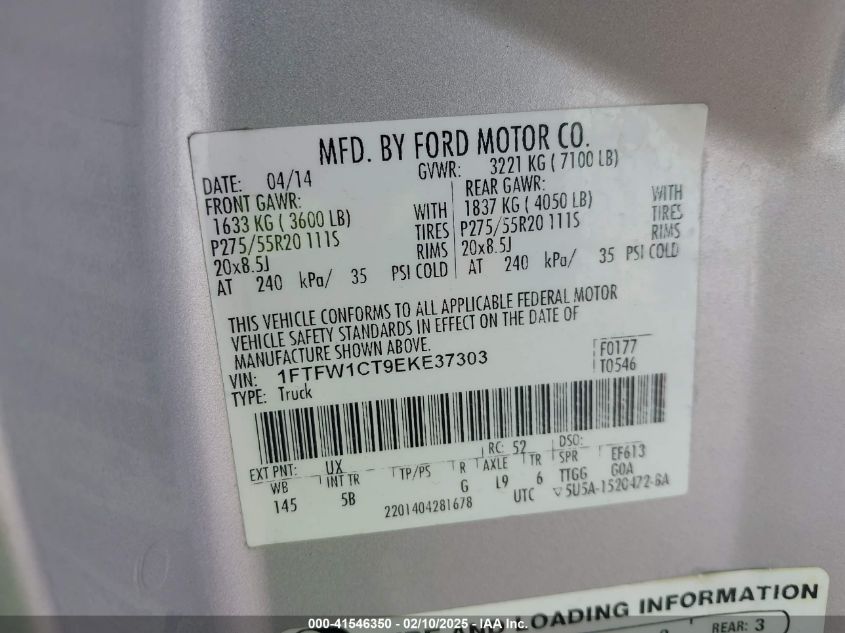 MFD. BY FORD MOTOR CO.
DATE: 04/14 GVWR: 3221 KG ( 7100 LB)
FRONT GAWR: REAR GAWR:
1633 KG ( 3600 LB) WITH 1837 KG ( 4050 LB) WITH
P275/55R20 111S TIRES P275/55R20 111S TIRES
20x8.5J RIMS 20x8.5J RIMS
AT 240 kPa/ 35 PSI COLD AT 240 kPa/ 35 PSI COLD
THIS VEHICLE CONFORMS TO ALL APPLICABLE FEDERAL MOTOR
VEHICLE SAFETY STANDARDS IN EFFECT ON THE DATE OF
MANUFACTURE SHOWN ABOVE.
VIN: 1FTFW1CT9EKE37303 F0177
TYPE: Truck T0546
EXT PNT: UX RC: 52 DSO:
WB INT TR TP/PS R AXLE TR SPR EF613
145 5B G L9 6 TTGG GOA
2201404281678 UTC ▽5U5A-1520472-BA
AND LOADING INFORMATION
REAR: 3
000-41546350 - 02/10/2025 - IAA Inc.